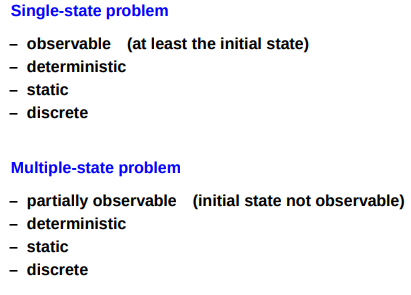 Single-state problem
– observable (at least the initial state)
– deterministic
– static
– discrete
Multiple-state problem
– partially observable (initial state not observable)
– deterministic
– static
– discrete